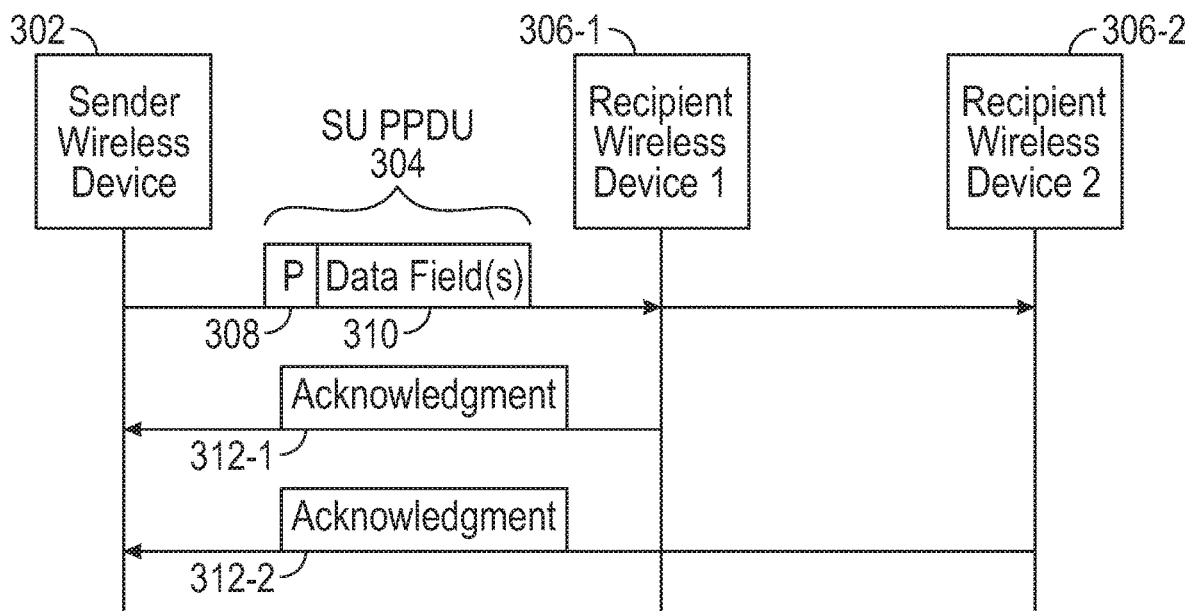 302
306-1
306-2
Sender
Wireless
Device
SU PPDU
304
Recipient
Wireless
Device 1
Recipient
Wireless
Device 2
P
Data Field(s)
308
310
Acknowledgment
312-1
Acknowledgment
312-2